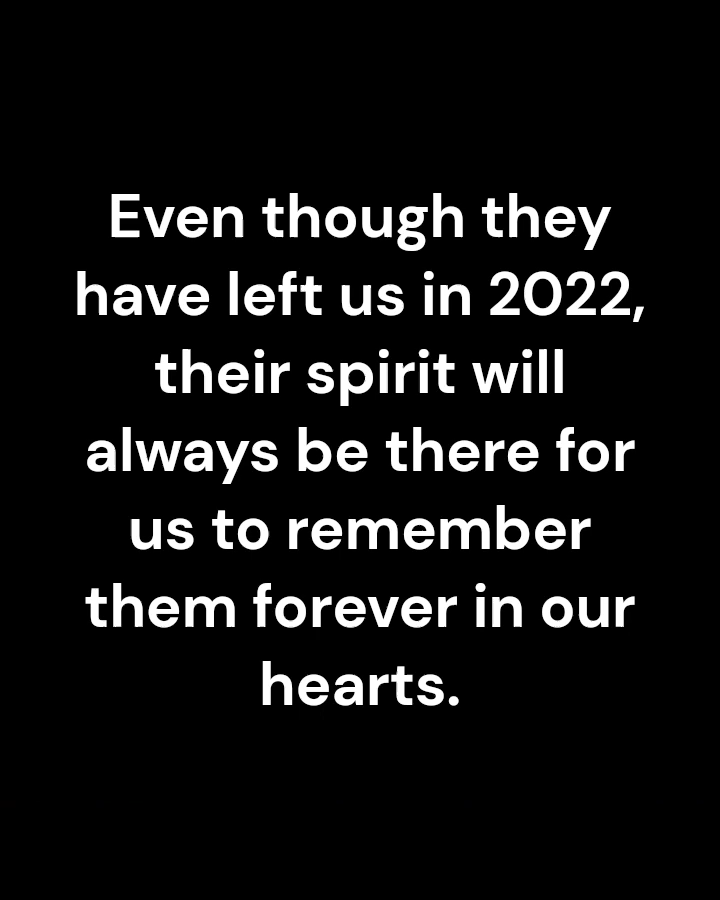 Even though they
have left us in 2022,
their spirit will
always be there for
us to remember
them forever in our
hearts.